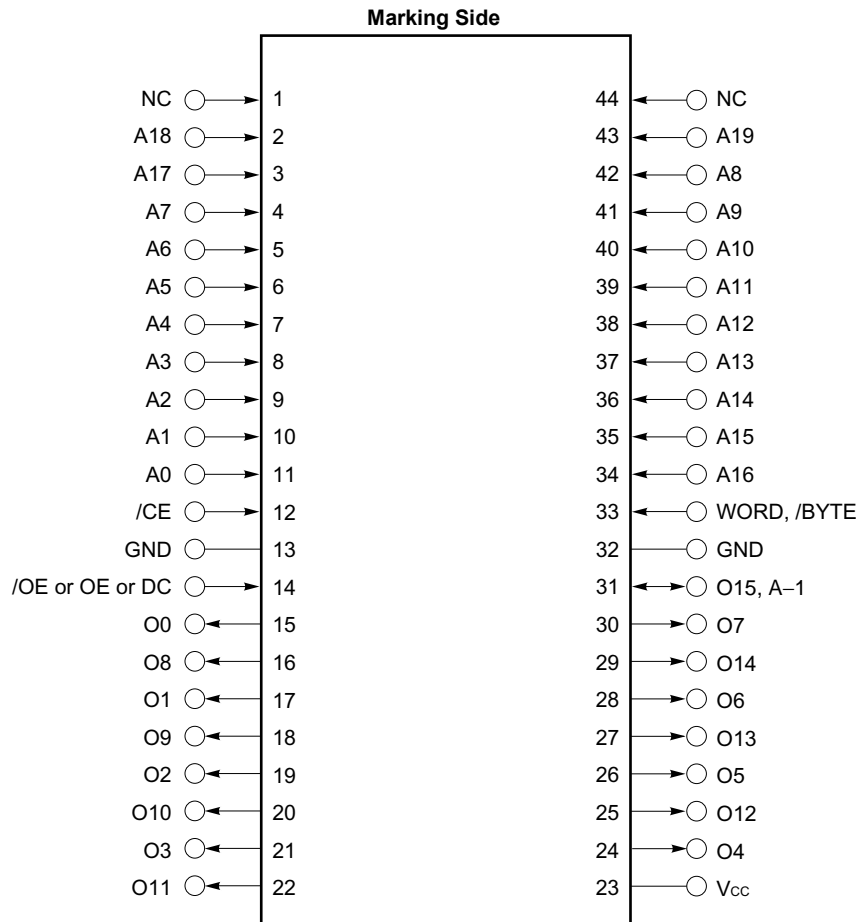 Marking Side
NC 1 44 NC
A18 2 43 A19
A17 3 42 A8
A7 4 41 A9
A6 5 40 A10
A5 6 39 A11
A4 7 38 A12
A3 8 37 A13
A2 9 36 A14
A1 10 35 A15
A0 11 34 A16
/CE 12 33 WORD, /BYTE
GND 13 32 GND
/OE or OE or DC 14 31 O15, A–1
O0 15 30 O7
O8 16 29 O14
O1 17 28 O6
O9 18 27 O13
O2 19 26 O5
O10 20 25 O12
O3 21 24 O4
O11 22 23 Vcc